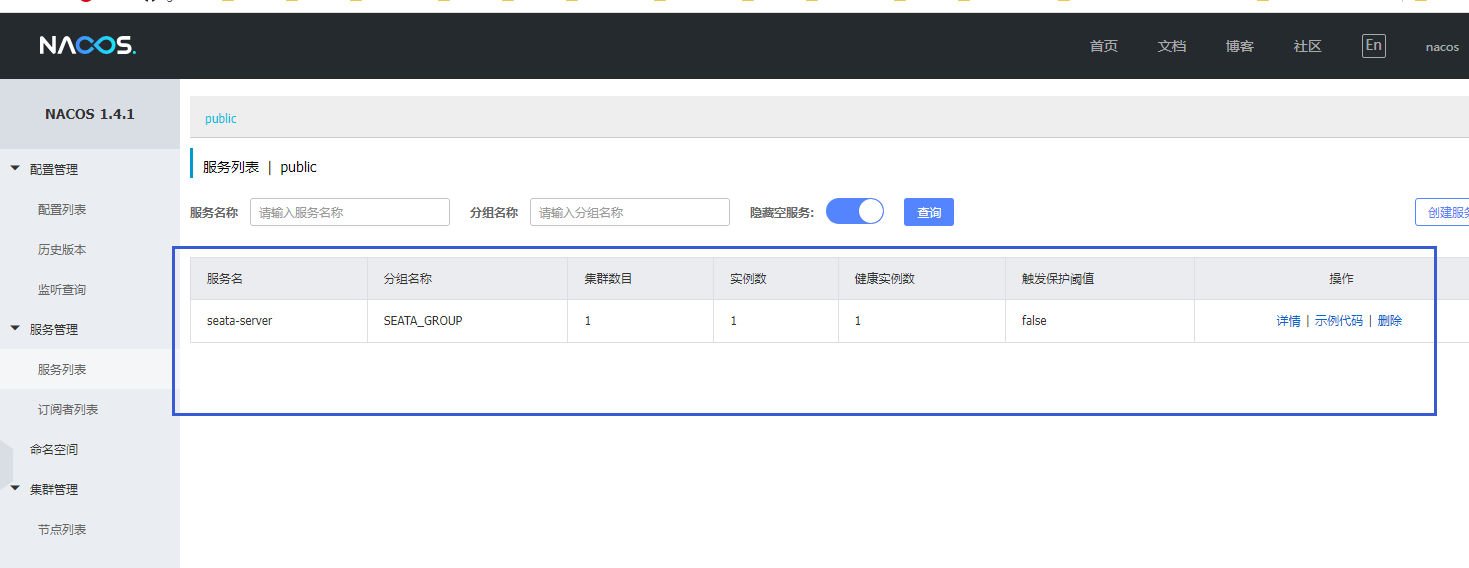 NACOS.
首页 文档 博客 社区 En nacos
NACOS 1.4.1
public
配置管理
配置列表
历史版本
监听查询
服务管理
服务列表
订阅者列表
命名空间
集群管理
节点列表
服务列表 | public
服务名称 请输入服务名称 分组名称 请输入分组名称 隐藏空服务: 查询 创建服务
服务名 分组名称 集群数目 实例数 健康实例数 触发保护阈值 操作
seata-server SEATA_GROUP 1 1 1 false 详情 | 示例代码 | 删除